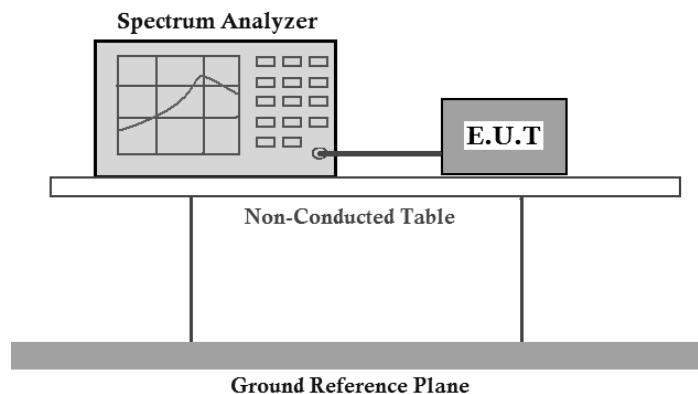 Spectrum Analyzer
E.U.T
Non-Conducted Table
Ground Reference Plane